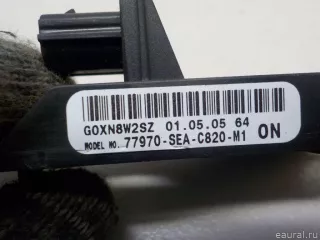 G0XN8W2SZ 01.05.05 64
MODEL NO. 77970-SEA-C820-M1 ON
eaural.ru